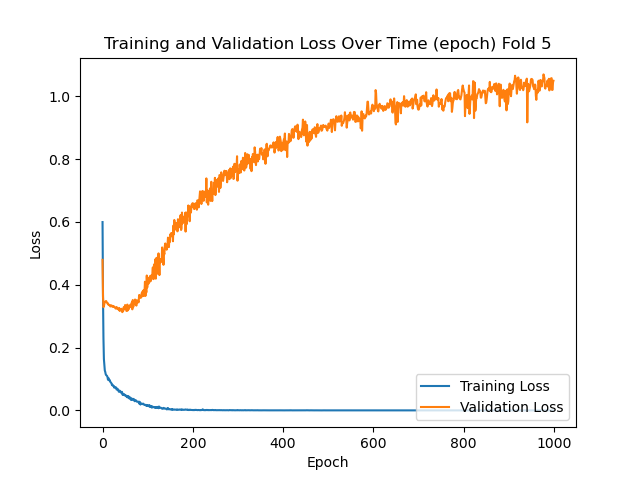 Training and Validation Loss Over Time (epoch) Fold 5
Loss
1.0
0.8
0.6
0.4
0.2
0.0
Training Loss
Validation Loss
0 200 400 600 800 1000
Epoch